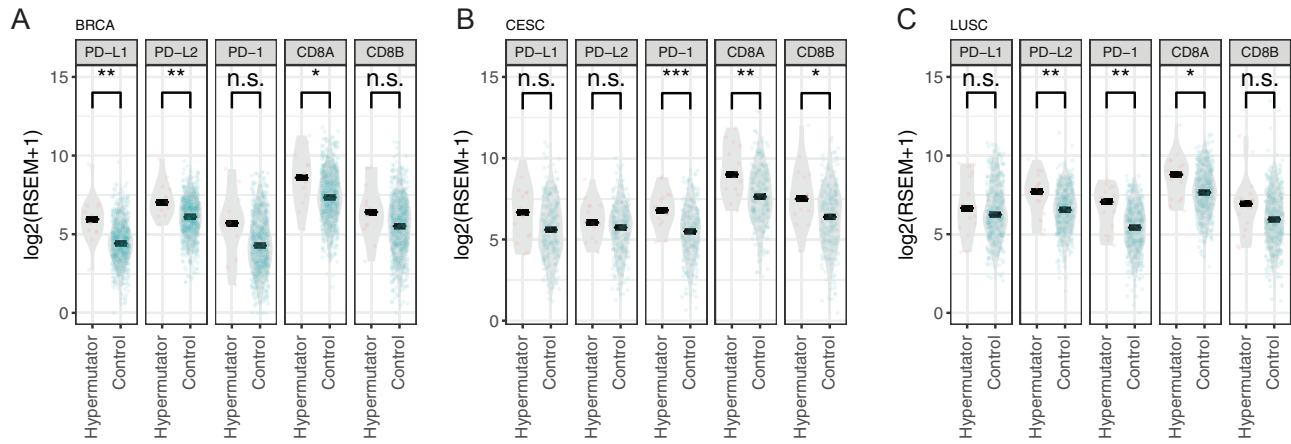 A
BRCA
PD−L1 PD−L2 PD−1 CD8A CD8B
** ** n.s. * n.s.
15
10
5
0
log2(RSEM+1)
Hypermutator Control Hypermutator Control Hypermutator Control Hypermutator Control Hypermutator Control
B
CESC
PD−L1 PD−L2 PD−1 CD8A CD8B
n.s. n.s. *** ** *
15
10
5
0
log2(RSEM+1)
Hypermutator Control Hypermutator Control Hypermutator Control Hypermutator Control Hypermutator Control
C
LUSC
PD−L1 PD−L2 PD−1 CD8A CD8B
n.s. ** ** * n.s.
15
10
5
0
log2(RSEM+1)
Hypermutator Control Hypermutator Control Hypermutator Control Hypermutator Control Hypermutator Control